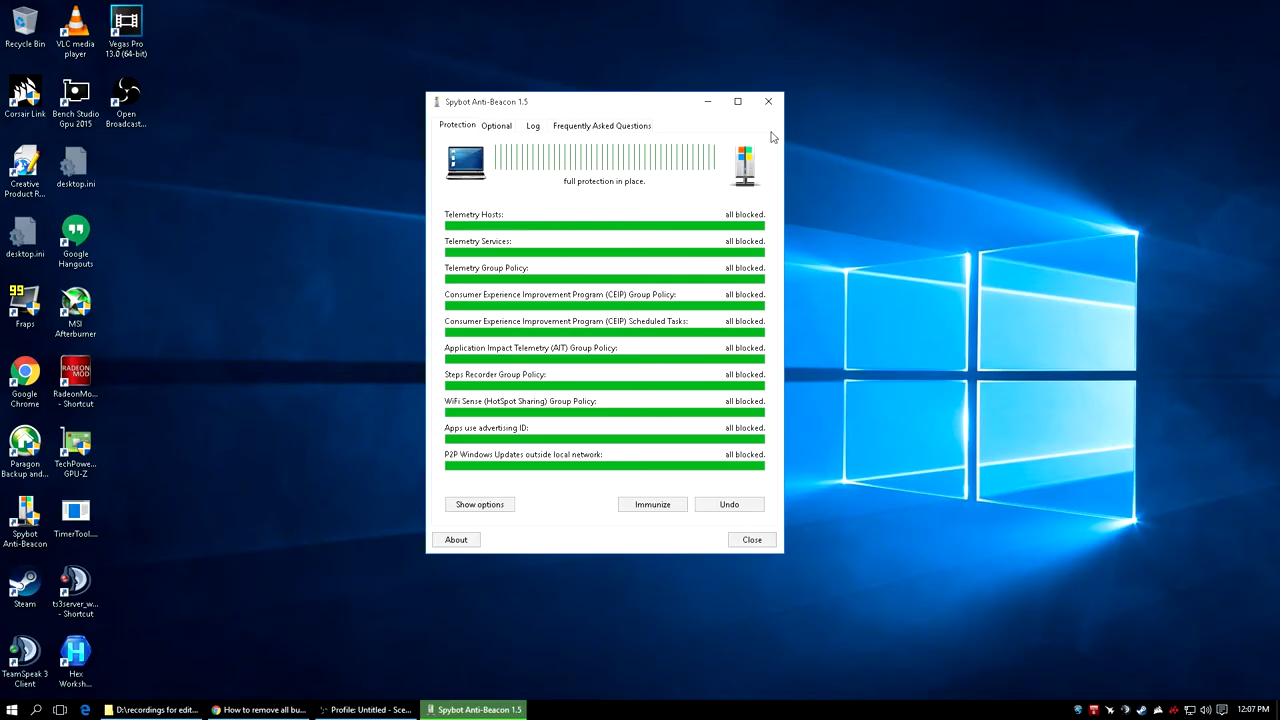 Recycle Bin
VLC media
player
Vegas Pro
13.0 (64-bit)
Corsair Link
Bench Studio
Gpu 2015
Open
Broadcast...
Creative
Product R...
desktop.ini
desktop.ini
Google
Hangouts
99
Fraps
MSI
Afterburner
Google
Chrome
RADEON
MOD
RadeonMo...
- Shortcut
Paragon
Backup and...
TechPowe...
GPU-Z
Spybot
Anti-Beacon
TimerTool....
Steam
ts3server_w...
- Shortcut
TeamSpeak 3
Client
Hex
Worksh...
Spybot Anti-Beacon 1.5
Protection Optional Log Frequently Asked Questions
full protection in place.
Telemetry Hosts: all blocked.
Telemetry Services: all blocked.
Telemetry Group Policy: all blocked.
Consumer Experience Improvement Program (CEIP) Group Policy: all blocked.
Consumer Experience Improvement Program (CEIP) Scheduled Tasks: all blocked.
Application Impact Telemetry (AIT) Group Policy: all blocked.
Steps Recorder Group Policy: all blocked.
WiFi Sense (HotSpot Sharing) Group Policy: all blocked.
Apps use advertising ID: all blocked.
P2P Windows Updates outside local network: all blocked.
Show options Immunize Undo
About Close
D:\recordings for edit... How to remove all bu... Profile: Untitled - Sce... Spybot Anti-Beacon 1.5 12:07 PM